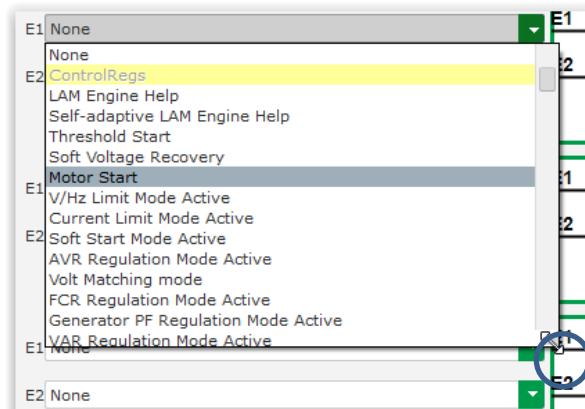 E1 None E1
None
E2 ControlRegs E2
LAM Engine Help
Self-adaptive LAM Engine Help
Threshold Start
Soft Voltage Recovery
E1 Motor Start E1
V/Hz Limit Mode Active
Current Limit Mode Active
E2 Soft Start Mode Active E2
AVR Regulation Mode Active
Volt Matching mode
FCR Regulation Mode Active
Generator PF Regulation Mode Active
VAR Regulation Mode Active
E1 None E1
E2 None E2